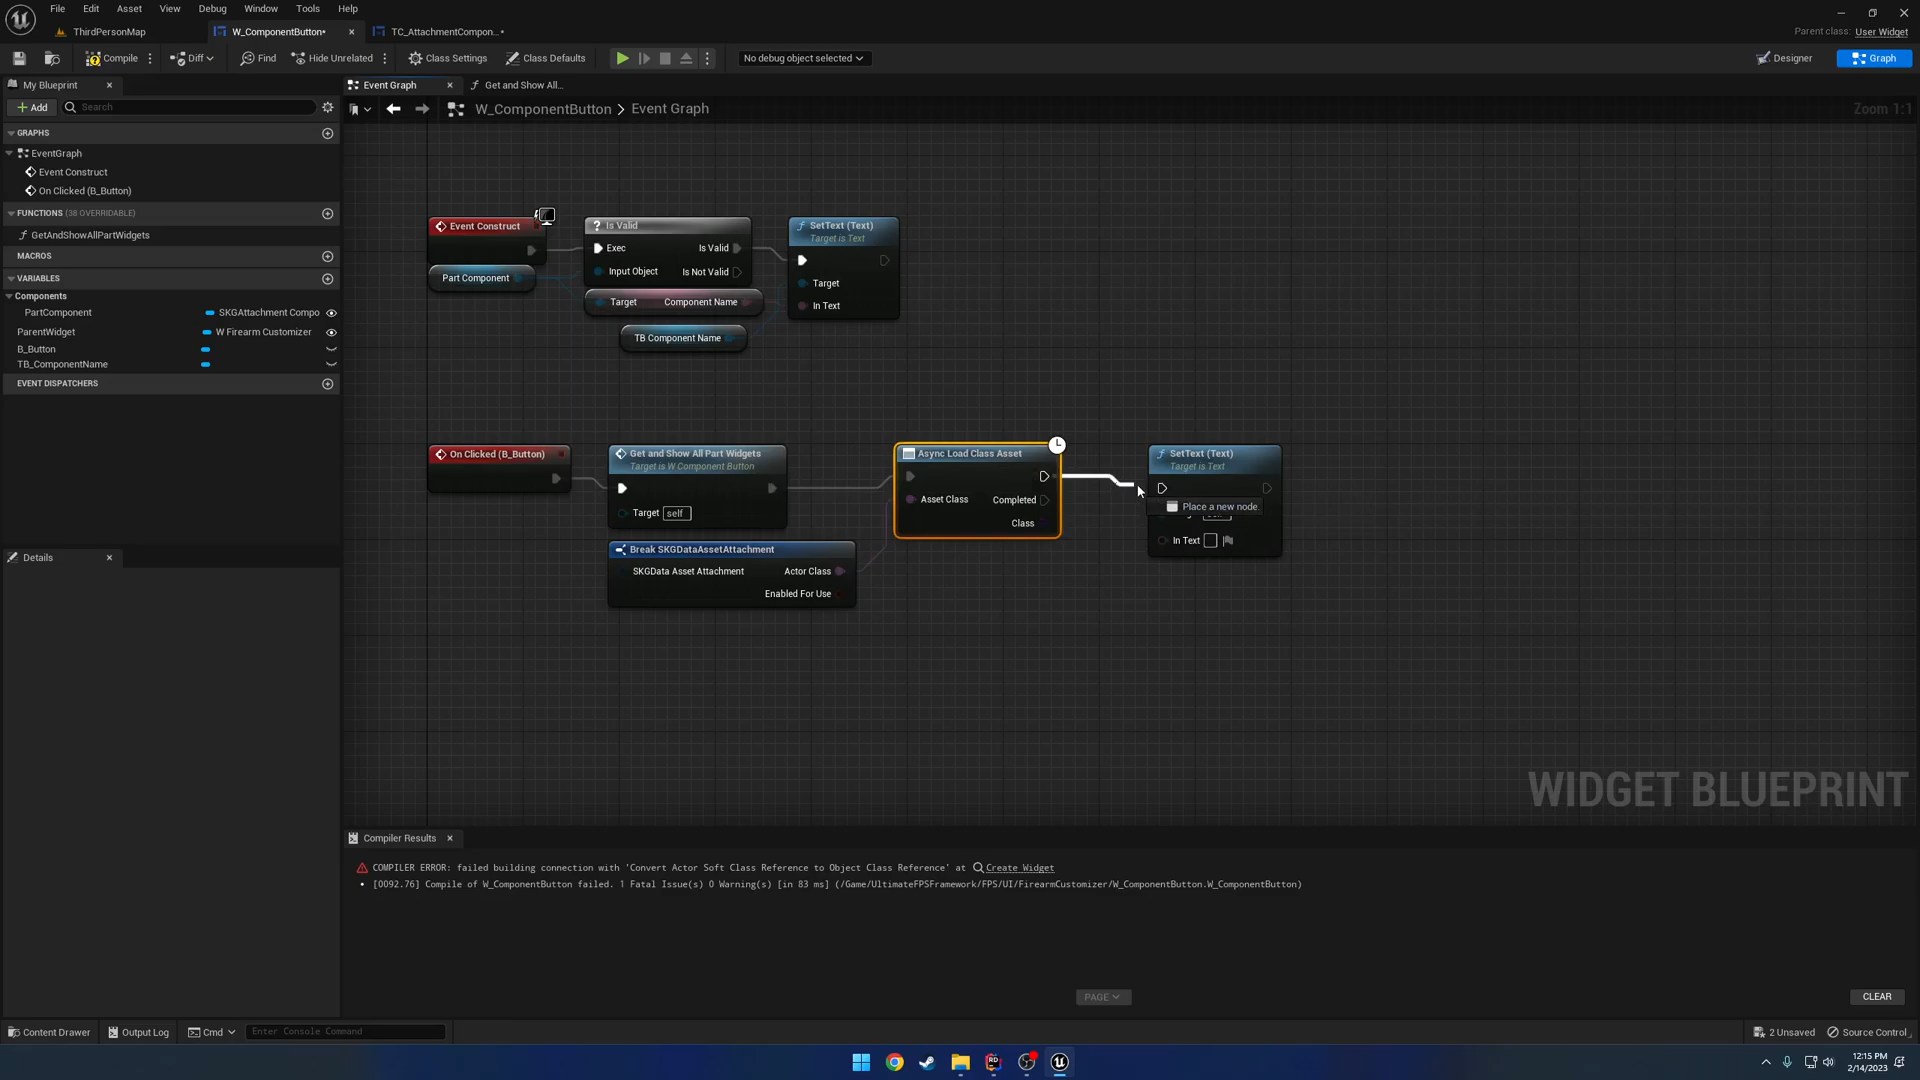 File Edit Asset View Debug Window Tools Help
ThirdPersonMap
W_ComponentButton*
TC_AttachmentCompon...*
Parent class: User Widget
Compile
Diff
Find
Hide Unrelated
Class Settings
Class Defaults
No debug object selected
Designer
Graph
My Blueprint
Event Graph
Get and Show All...
Add
Search
W_ComponentButton > Event Graph
Zoom 1:1
GRAPHS
EventGraph
Event Construct
On Clicked (B_Button)
FUNCTIONS (38 OVERRIDABLE)
GetAndShowAllPartWidgets
MACROS
VARIABLES
Components
PartComponent SKGAttachment Compo
ParentWidget W Firearm Customizer
B_Button
TB_ComponentName
EVENT DISPATCHERS
Event Construct
Part Component
Is Valid
Exec Is Valid
Input Object Is Not Valid
Target Component Name
TB Component Name
SetText (Text)
Target is Text
Target
In Text
On Clicked (B_Button)
Get and Show All Part Widgets
Target is W Component Button
Target self
Break SKGDataAssetAttachment
SKGData Asset Attachment Actor Class
Enabled For Use
Async Load Class Asset
Asset Class Completed
Class
SetText (Text)
Target is Text
Place a new node.
In Text
Details
WIDGET BLUEPRINT
Compiler Results
COMPILER ERROR: failed building connection with 'Convert Actor Soft Class Reference to Object Class Reference' at Create Widget
[0092.76] Compile of W_ComponentButton failed. 1 Fatal Issue(s) 0 Warning(s) [in 83 ms] (/Game/UltimateFPSFramework/FPS/UI/FirearmCustomizer/W_ComponentButton.W_ComponentButton)
PAGE
CLEAR
Content Drawer
Output Log
Cmd
Enter Console Command
2 Unsaved
Source Control
12:15 PM
2/14/2023